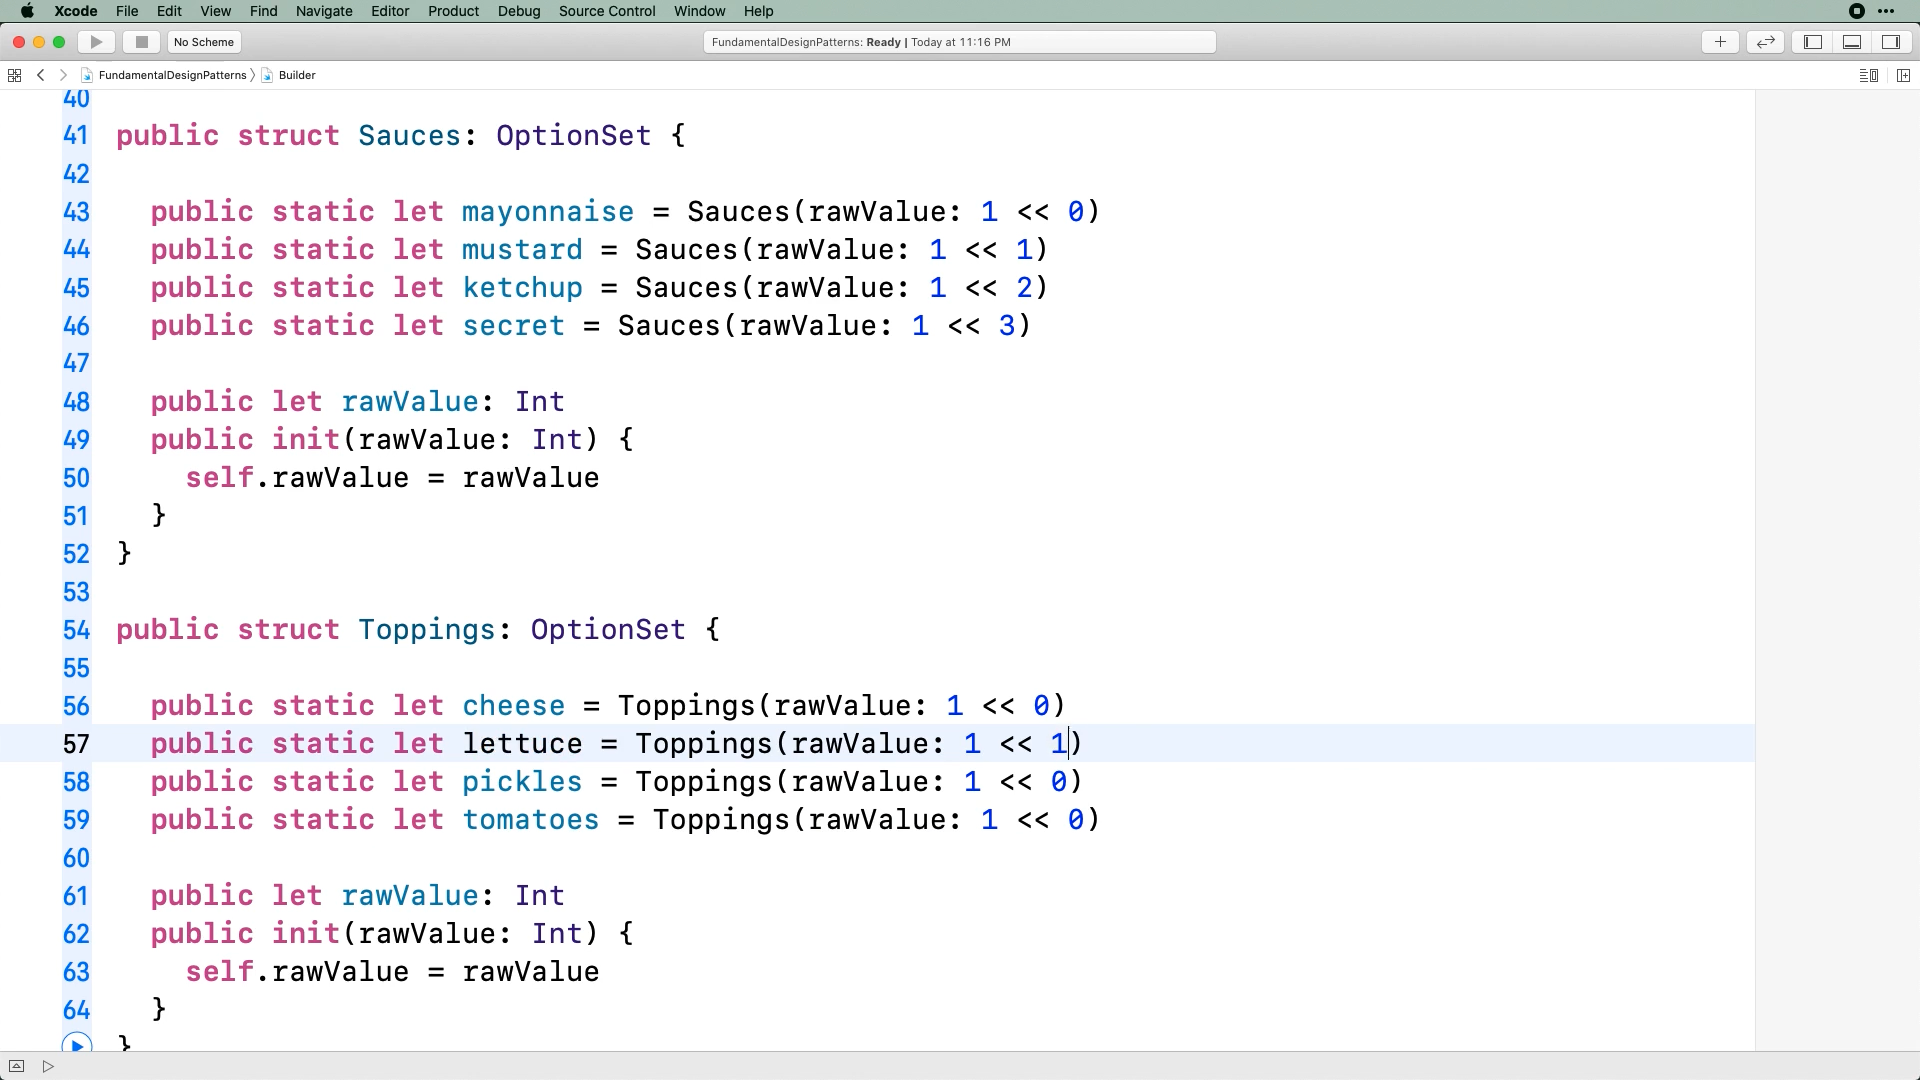 Xcode File Edit View Find Navigate Editor Product Debug Source Control Window Help
No Scheme
FundamentalDesignPatterns: Ready | Today at 11:16 PM
FundamentalDesignPatterns 〉 Builder
40
41 public struct Sauces: OptionSet {
42
43 public static let mayonnaise = Sauces(rawValue: 1 << 0)
44 public static let mustard = Sauces(rawValue: 1 << 1)
45 public static let ketchup = Sauces(rawValue: 1 << 2)
46 public static let secret = Sauces(rawValue: 1 << 3)
47
48 public let rawValue: Int
49 public init(rawValue: Int) {
50 self.rawValue = rawValue
51 }
52 }
53
54 public struct Toppings: OptionSet {
55
56 public static let cheese = Toppings(rawValue: 1 << 0)
57 public static let lettuce = Toppings(rawValue: 1 << 1)
58 public static let pickles = Toppings(rawValue: 1 << 0)
59 public static let tomatoes = Toppings(rawValue: 1 << 0)
60
61 public let rawValue: Int
62 public init(rawValue: Int) {
63 self.rawValue = rawValue
64 }
}